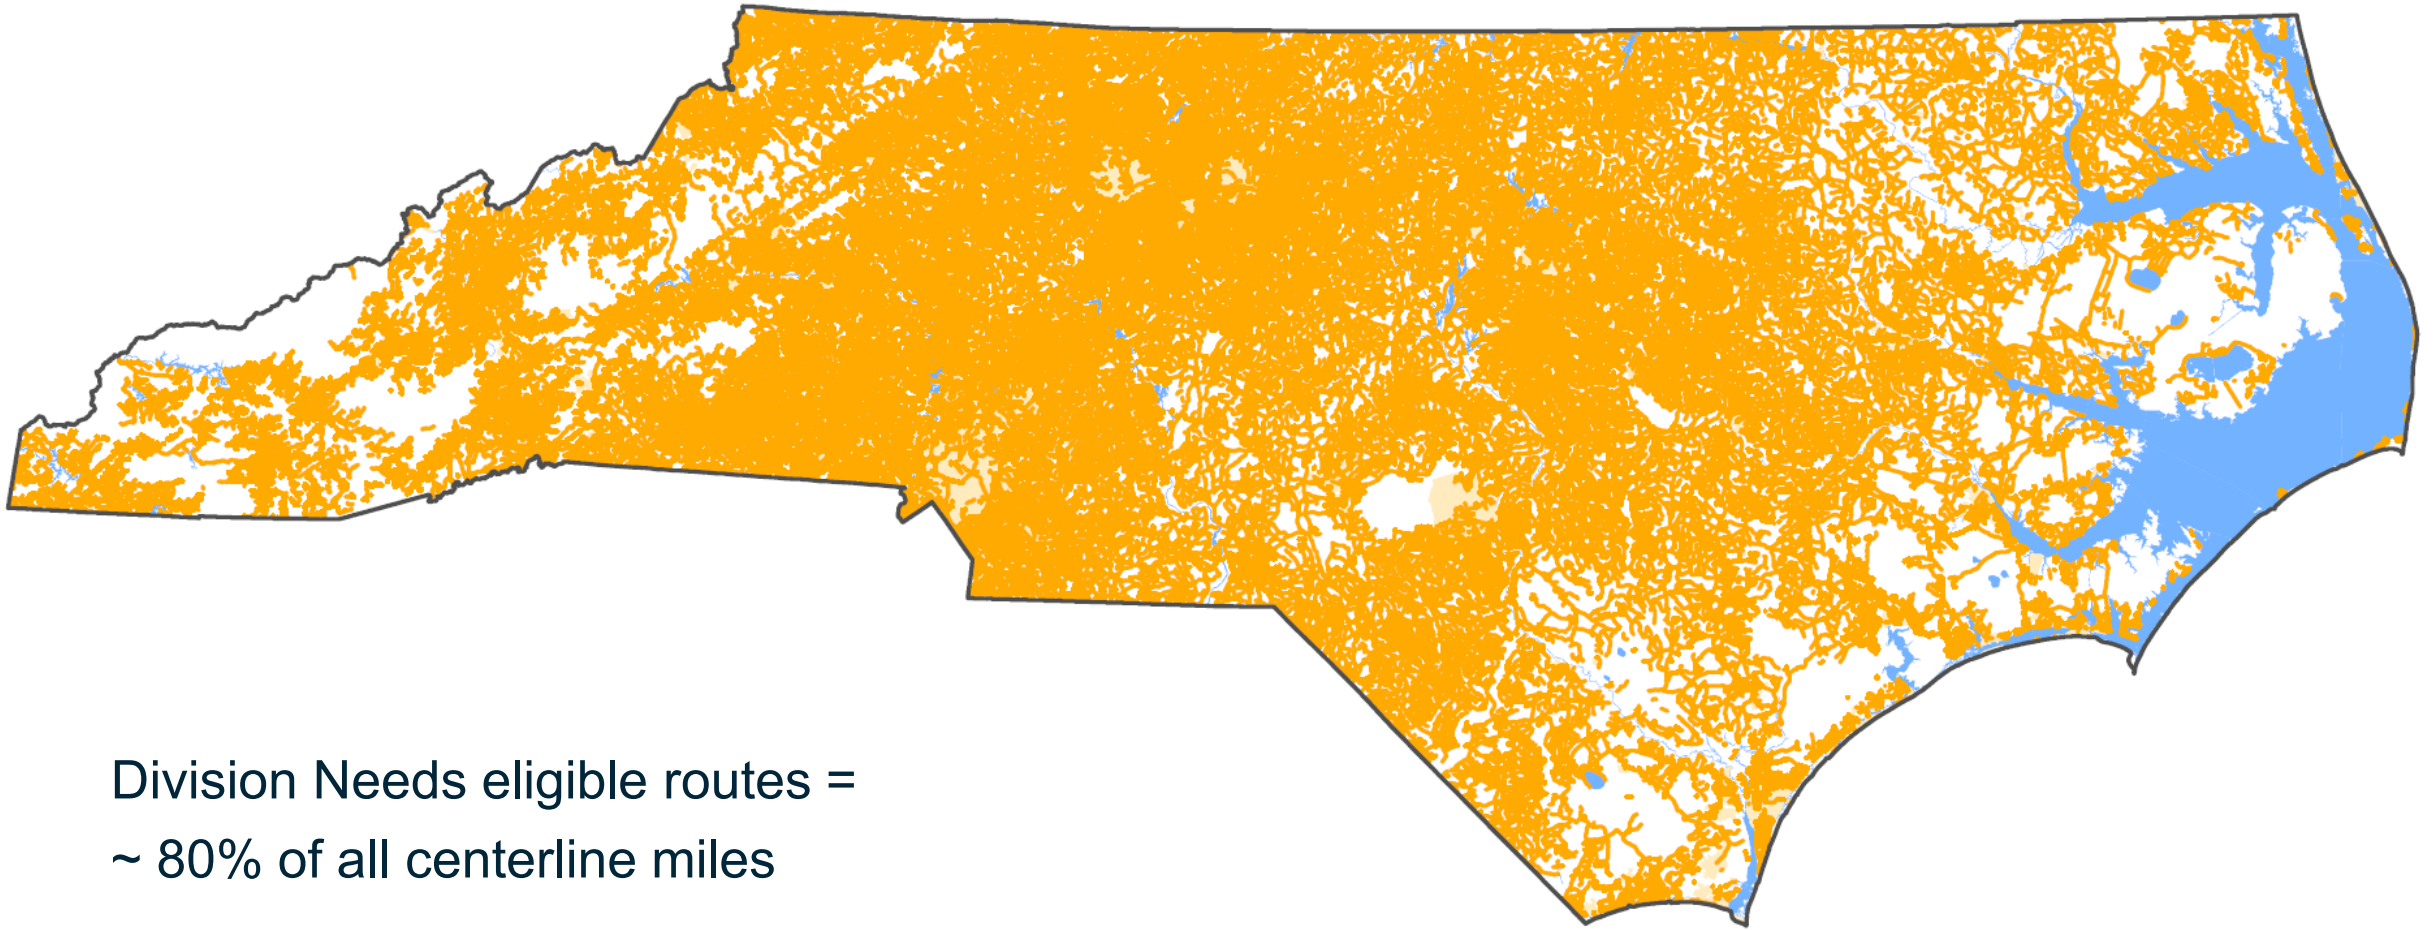 Division Needs eligible routes =
~ 80% of all centerline miles